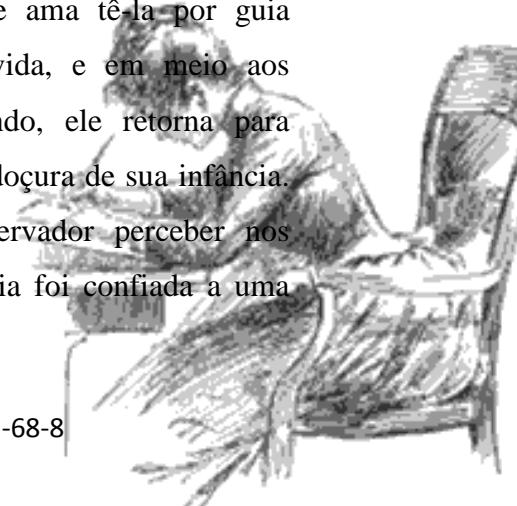 e ama tê-la por guia
vida, e em meio aos
ndo, ele retorna para
doçura de sua infância.
ervador perceber nos
ia foi confiada a uma
-68-8